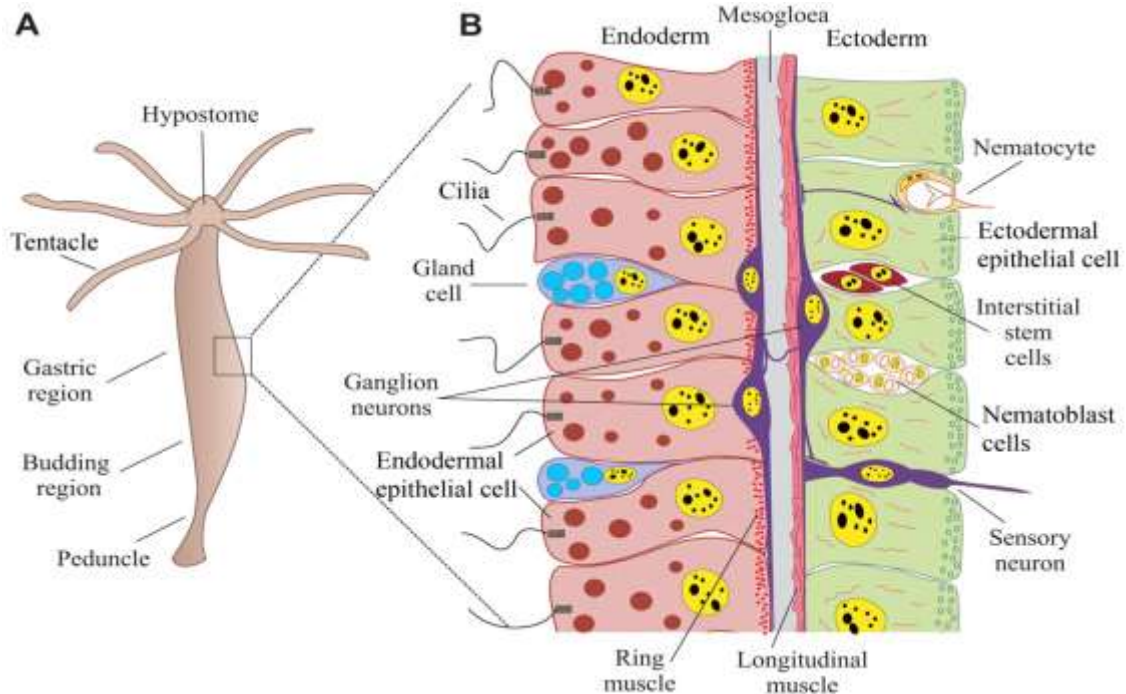 A
Hypostome
Tentacle
Gastric
region
Budding
region
Peduncle
B
Mesogloea
Endoderm
Ectoderm
Cilia
Gland
cell
Ganglion
neurons
Endodermal
epithelial cell
Nematocyte
Ectodermal
epithelial cell
Interstitial
stem
cells
Nematoblast
cells
Sensory
neuron
Ring
muscle
Longitudinal
muscle